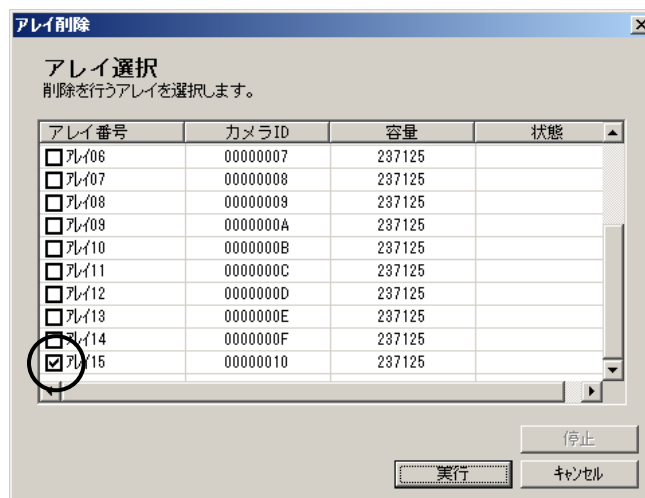 アレイ削除
アレイ選択
削除を行うアレイを選択します。
アレイ番号 カメラID 容量 状態
ｱﾚｲ06 00000007 237125
ｱﾚｲ07 00000008 237125
ｱﾚｲ08 00000009 237125
ｱﾚｲ09 0000000A 237125
ｱﾚｲ10 0000000B 237125
ｱﾚｲ11 0000000C 237125
ｱﾚｲ12 0000000D 237125
ｱﾚｲ13 0000000E 237125
ｱﾚｲ14 0000000F 237125
ｱﾚｲ15 00000010 237125
停止
実行 ｷｬﾝｾﾙ